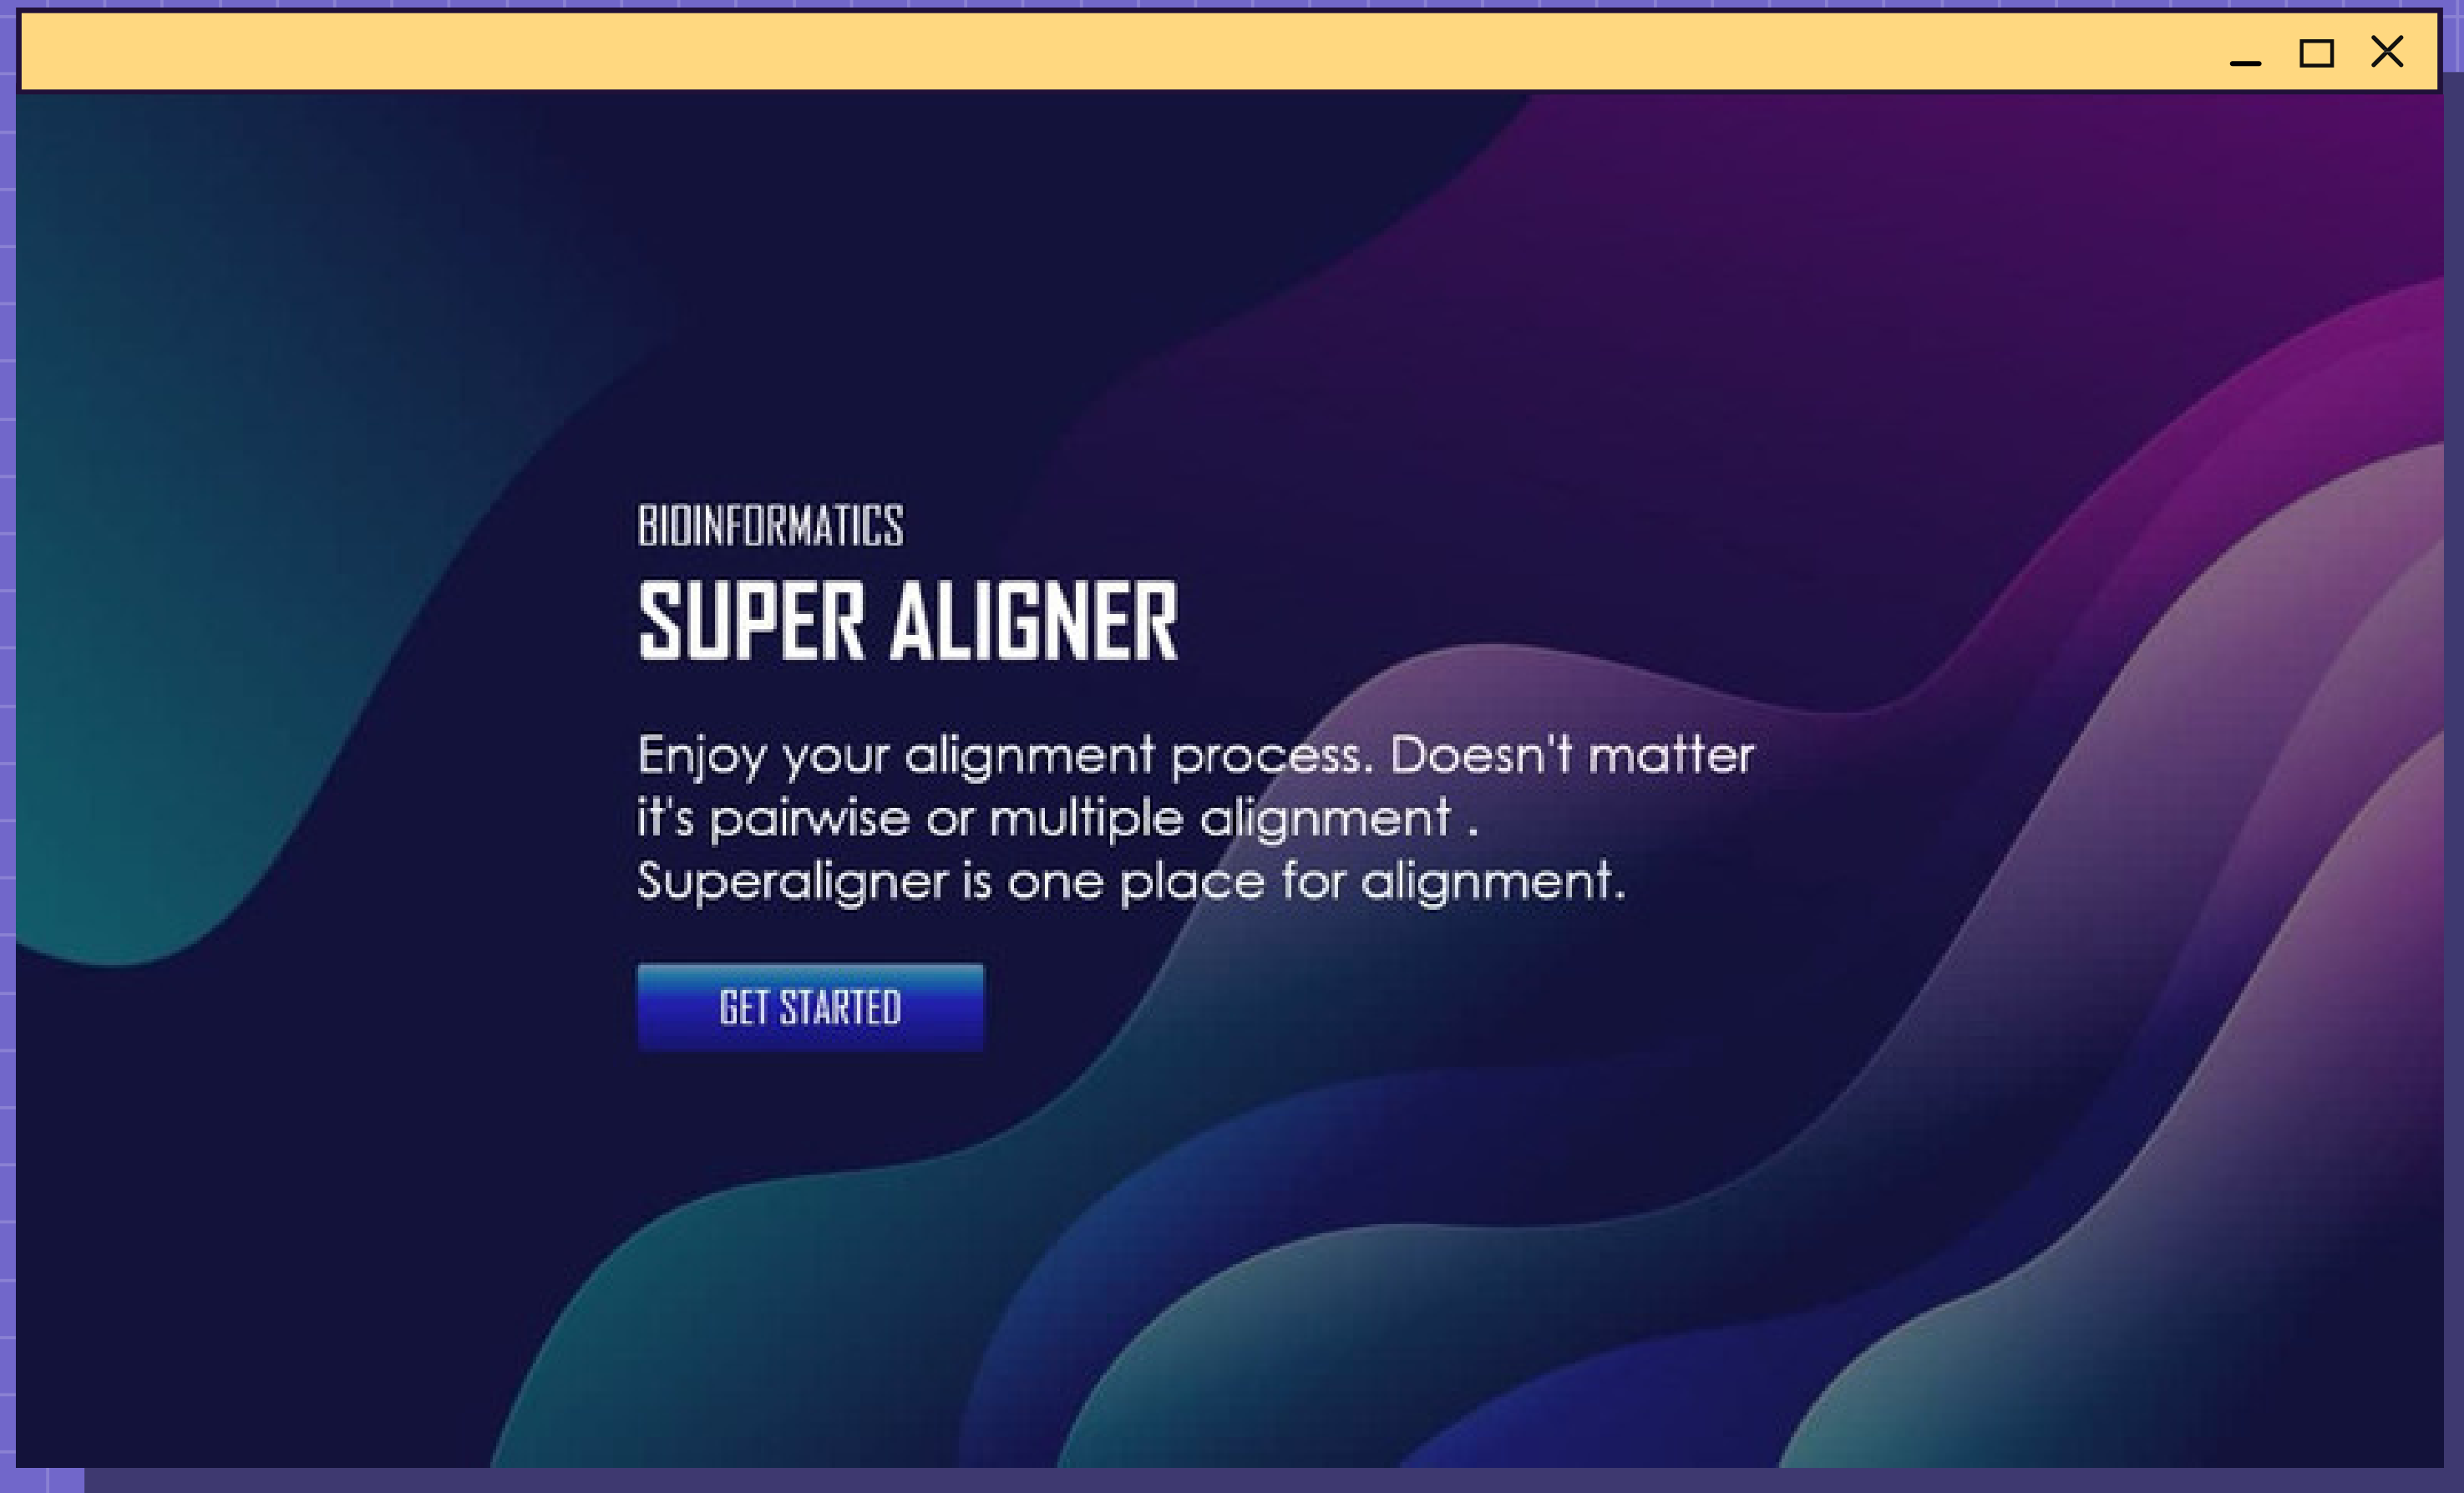 BIOINFORMATICS
SUPER ALIGNER
Enjoy your alignment process. Doesn't matter
it's pairwise or multiple alignment .
Superaligner is one place for alignment.
GET STARTED